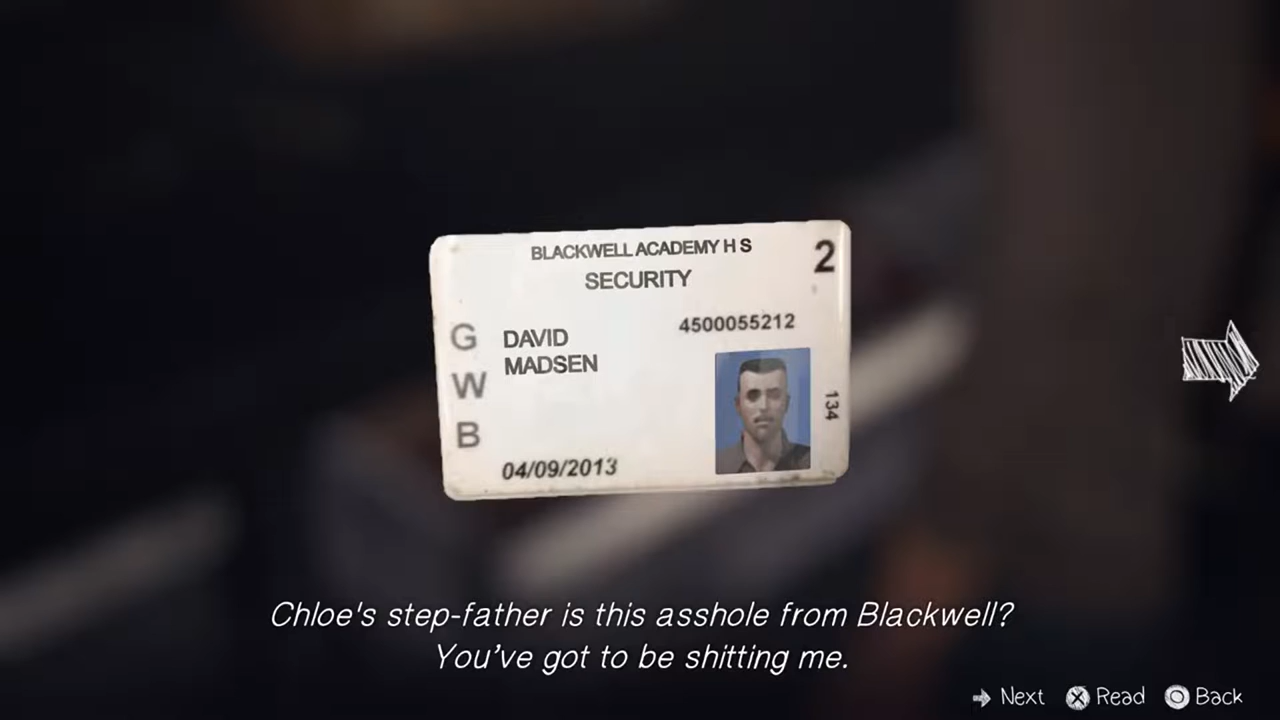 BLACKWELL ACADEMY H S
2
SECURITY
4500055212
G
DAVID
MADSEN
W
134
B
04/09/2013
Chloe's step-father is this asshole from Blackwell?
You've got to be shitting me.
Next Read Back